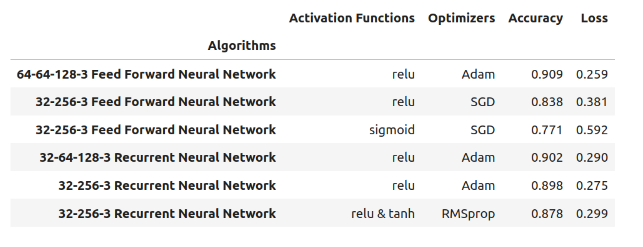 Activation Functions Optimizers Accuracy Loss
Algorithms
64-64-128-3 Feed Forward Neural Network relu Adam 0.909 0.259
32-256-3 Feed Forward Neural Network relu SGD 0.838 0.381
32-256-3 Feed Forward Neural Network sigmoid SGD 0.771 0.592
32-64-128-3 Recurrent Neural Network relu Adam 0.902 0.290
32-256-3 Recurrent Neural Network relu Adam 0.898 0.275
32-256-3 Recurrent Neural Network relu & tanh RMSprop 0.878 0.299